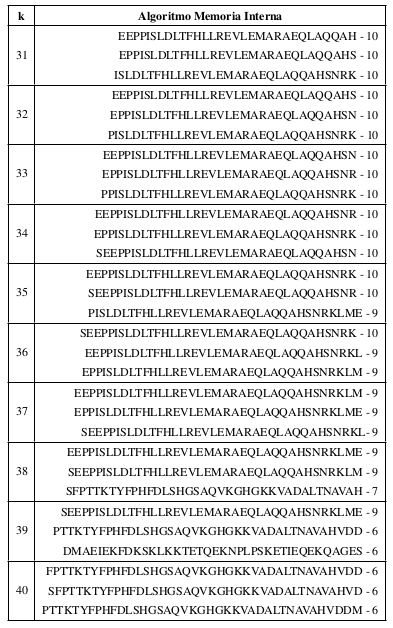 k Algoritmo Memoria Interna
EEPPISLDLTFHLLREVLEMARAEQLAQQAH - 10
31 EPPISLDLTFHLLREVLEMARAEQLAQQAHS - 10
ISLDLTFHLLREVLEMARAEQLAQQAHSNRK - 10
EEPPISLDLTFHLLREVLEMARAEQLAQQAHS - 10
32 EPPISLDLTFHLLREVLEMARAEQLAQQAHSN - 10
PISLDLTFHLLREVLEMARAEQLAQQAHSNRK - 10
EEPPISLDLTFHLLREVLEMARAEQLAQQAHSN - 10
33 EPPISLDLTFHLLREVLEMARAEQLAQQAHSNR - 10
PPISLDLTFHLLREVLEMARAEQLAQQAHSNRK - 10
EEPPISLDLTFHLLREVLEMARAEQLAQQAHSNR - 10
34 EPPISLDLTFHLLREVLEMARAEQLAQQAHSNRK - 10
SEEPPISLDLTFHLLREVLEMARAEQLAQQAHSN - 10
EEPPISLDLTFHLLREVLEMARAEQLAQQAHSNRK - 10
35 SEEPPISLDLTFHLLREVLEMARAEQLAQQAHSNR - 10
PISLDLTFHLLREVLEMARAEQLAQQAHSNRKLME - 9
SEEPPISLDLTFHLLREVLEMARAEQLAQQAHSNRK - 10
36 EEPPISLDLTFHLLREVLEMARAEQLAQQAHSNRKL - 9
EPPISLDLTFHLLREVLEMARAEQLAQQAHSNRKLM - 9
EEPPISLDLTFHLLREVLEMARAEQLAQQAHSNRKLM - 9
37 EPPISLDLTFHLLREVLEMARAEQLAQQAHSNRKLME - 9
SEEPPISLDLTFHLLREVLEMARAEQLAQQAHSNRKL- 9
EEPPISLDLTFHLLREVLEMARAEQLAQQAHSNRKLME - 9
38 SEEPPISLDLTFHLLREVLEMARAEQLAQQAHSNRKLM - 9
SFPTTKTYFPHFDLSHGSAQVKGHGKKVADALTNAVAH - 7
SEEPPISLDLTFHLLREVLEMARAEQLAQQAHSNRKLME - 9
39 PTTKTYFPHFDLSHGSAQVKGHGKKVADALTNAVAHVDD - 6
DMAEIEKFDKSKLKKTETQEKNPLPSKETIEQEKQAGES - 6
FPTTKTYFPHFDLSHGSAQVKGHGKKVADALTNAVAHVDD - 6
40 SFPTTKTYFPHFDLSHGSAQVKGHGKKVADALTNAVAHVD - 6
PTTKTYFPHFDLSHGSAQVKGHGKKVADALTNAVAHVDDM - 6